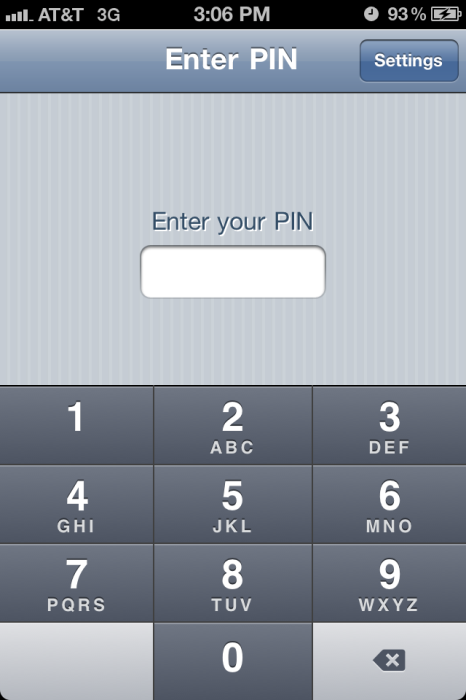 AT&T 3G 3:06 PM 93%
Enter PIN Settings
Enter your PIN
1 2 3
ABC DEF
4 5 6
GHI JKL MNO
7 8 9
PQRS TUV WXYZ
0